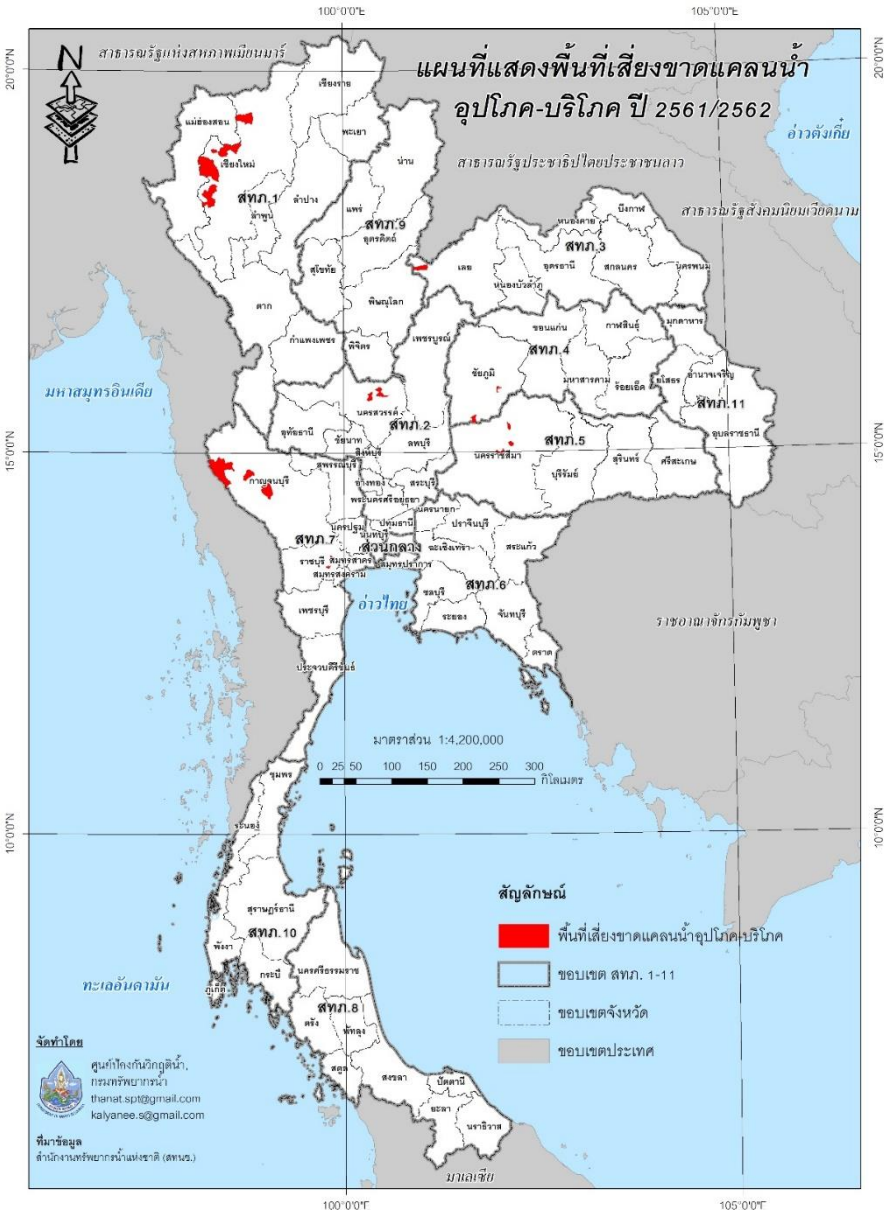 100°0'0"E
105°0'0"E
สาธารณรัฐแห่งสหภาพเมียนมาร์
N
แผนที่แสดงพื้นที่เสี่ยงขาดแคลนน้ำ
อุปโภค-บริโภค ปี 2561/2562
20°0'0"N
20°0'0"N
อ่าวตังเกี๋ย
เชียงราย
แม่ฮ่องสอน
พะเยา
เชียงใหม่
น่าน
สาธารณรัฐประชาธิปไตยประชาชนลาว
สาธารณรัฐสังคมนิยมเวียดนาม
สทภ.1
ลำปาง
ลำพูน
แพร่
สทภ.9
อุตรดิตถ์
บึงกาฬ
หนองคาย
สทภ.3
เลย
อุดรธานี
สกลนคร
นครพนม
หนองบัวลำภู
สุโขทัย
ตาก
พิษณุโลก
กำแพงเพชร
พิจิตร
เพชรบูรณ์
ขอนแก่น
กาฬสินธุ์
มุกดาหาร
สทภ.4
ชัยภูมิ
มหาสารคาม
ร้อยเอ็ด
ยโสธร
อำนาจเจริญ
สทภ.11
อุบลราชธานี
มหาสมุทรอินเดีย
นครสวรรค์
สทภ.2
อุทัยธานี
ชัยนาท
ลพบุรี
สิงห์บุรี
15°0'0"N
15°0'0"N
นครราชสีมา
สทภ.5
บุรีรัมย์
สุรินทร์
ศรีสะเกษ
กาญจนบุรี
สุพรรณบุรี
อ่างทอง
สระบุรี
พระนครศรีอยุธยา
นครนายก
ปราจีนบุรี
นครปฐม
ปทุมธานี
นนทบุรี
สทภ.7
ส่วนกลาง
ฉะเชิงเทรา
สระแก้ว
ราชบุรี
สมุทรสาคร
สมุทรปราการ
สมุทรสงคราม
สทภ.6
ชลบุรี
อ่าวไทย
เพชรบุรี
ระยอง
จันทบุรี
ราชอาณาจักรกัมพูชา
ตราด
ประจวบคีรีขันธ์
มาตราส่วน 1:4,200,000
0 25 50 100 150 200 250 300
กิโลเมตร
ชุมพร
ระนอง
10°0'0"N
10°0'0"N
สุราษฎร์ธานี
สทภ.10
พังงา
กระบี่
นครศรีธรรมราช
ภูเก็ต
ทะเลอันดามัน
สทภ.8
ตรัง
พัทลุง
สตูล
สงขลา
ปัตตานี
ยะลา
นราธิวาส
มาเลเซีย
สัญลักษณ์
พื้นที่เสี่ยงขาดแคลนน้ำอุปโภค-บริโภค
ขอบเขต สทภ. 1-11
ขอบเขตจังหวัด
ขอบเขตประเทศ
จัดทำโดย
ศูนย์ป้องกันวิกฤติน้ำ,
กรมทรัพยากรน้ำ
thanat.spt@gmail.com
kalyanee.s@gmail.com
ที่มาข้อมูล
สำนักงานทรัพยากรน้ำแห่งชาติ (สทนช.)
100°0'0"E
105°0'0"E